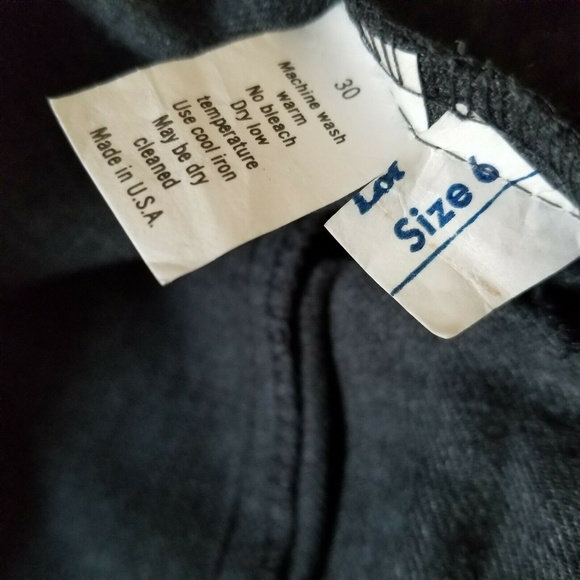 30
Machine wash
warm
No bleach
Dry low
temperature
Use cool iron
May be dry
cleaned
Made in U.S.A.
Size 6